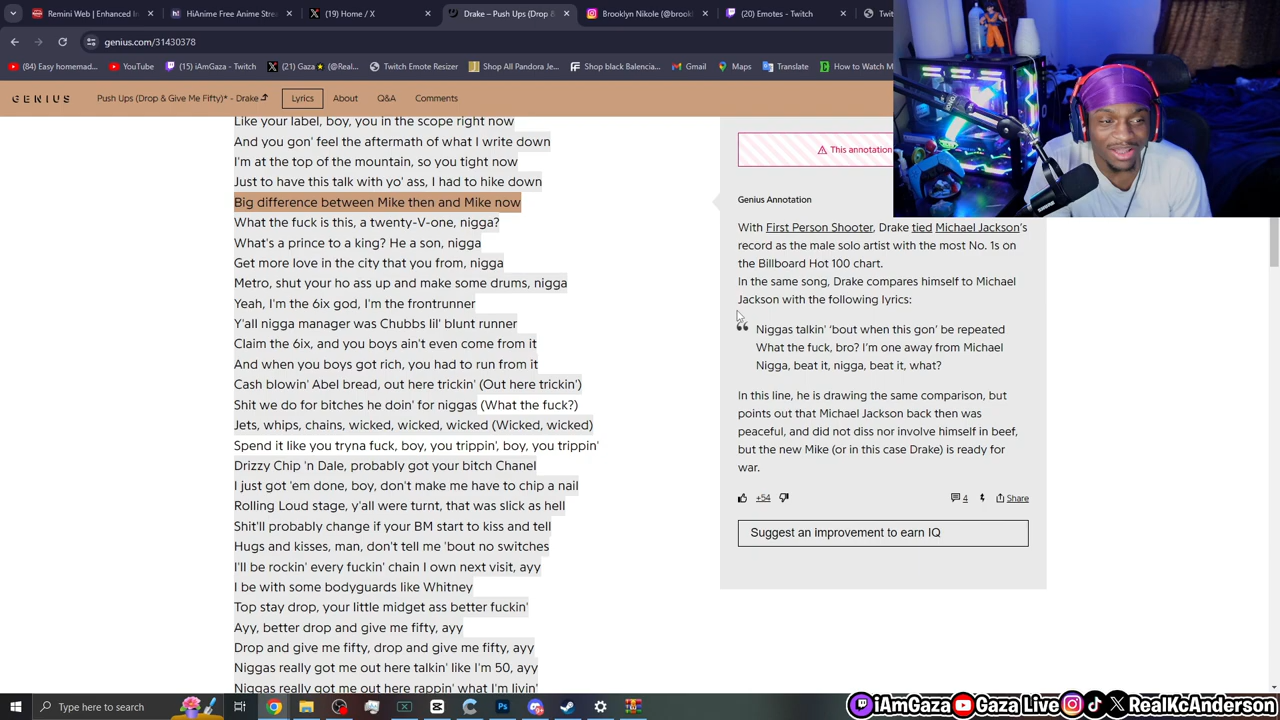 Remini Web | Enhanced
HiAnime Free Anime Stre
(19) Home / X
Drake – Push Ups (Drop &
Brooklyn Nikole (@brook
(20) Emotes - Twitch
Twi
genius.com/31430378
(84) Easy homemad...
YouTube
(15) iAmGaza - Twitch
(21) Gaza ★ (@Rea...
Twitch Emote Resizer
Shop All Pandora Je...
Shop black Balencia...
Gmail
Maps
Translate
How to Watch M
GENIUS
Push Ups (Drop & Give Me Fifty)* - Drake
Lyrics
About
Q&A
Comments
Like your label, boy, you in the scope right now
And you gon' feel the aftermath of what I write down
I'm at the top of the mountain, so you tight now
Just to have this talk with yo' ass, I had to hike down
Big difference between Mike then and Mike now
What the fuck is this, a twenty-V-one, nigga?
What's a prince to a king? He a son, nigga
Get more love in the city that you from, nigga
Metro, shut your ho ass up and make some drums, nigga
Yeah, I'm the 6ix god, I'm the frontrunner
Y'all nigga manager was Chubbs lil' blunt runner
Claim the 6ix, and you boys ain't even come from it
And when you boys got rich, you had to run from it
Cash blowin' Abel bread, out here trickin' (Out here trickin')
Shit we do for bitches he doin' for niggas (What the fuck?)
Jets, whips, chains, wicked, wicked, wicked (Wicked, wicked)
Spend it like you tryna fuck, boy, you trippin', boy, you trippin'
Drizzy Chip 'n Dale, probably got your bitch Chanel
I just got 'em done, boy, don't make me have to chip a nail
Rolling Loud stage, y'all were turnt, that was slick as hell
Shit'll probably change if your BM start to kiss and tell
Hugs and kisses, man, don't tell me 'bout no switches
I'll be rockin' every fuckin' chain I own next visit, ayy
I be with some bodyguards like Whitney
Top stay drop, your little midget ass better fuckin'
Ayy, better drop and give me fifty, ayy
Drop and give me fifty, drop and give me fifty, ayy
Niggas really got me out here talkin' like I'm 50, ayy
Niggas really got me out here rappin' what I'm livin'
This annotation
Genius Annotation
With First Person Shooter, Drake tied Michael Jackson's
record as the male solo artist with the most No. 1s on
the Billboard Hot 100 chart.
In the same song, Drake compares himself to Michael
Jackson with the following lyrics:
Niggas talkin' 'bout when this gon' be repeated
What the fuck, bro? I'm one away from Michael
Nigga, beat it, nigga, beat it, what?
In this line, he is drawing the same comparison, but
points out that Michael Jackson back then was
peaceful, and did not diss nor involve himself in beef,
but the new Mike (or in this case Drake) is ready for
war.
+54
4
Share
Suggest an improvement to earn IQ
Type here to search
iAmGaza Gaza Live RealKcAnderson